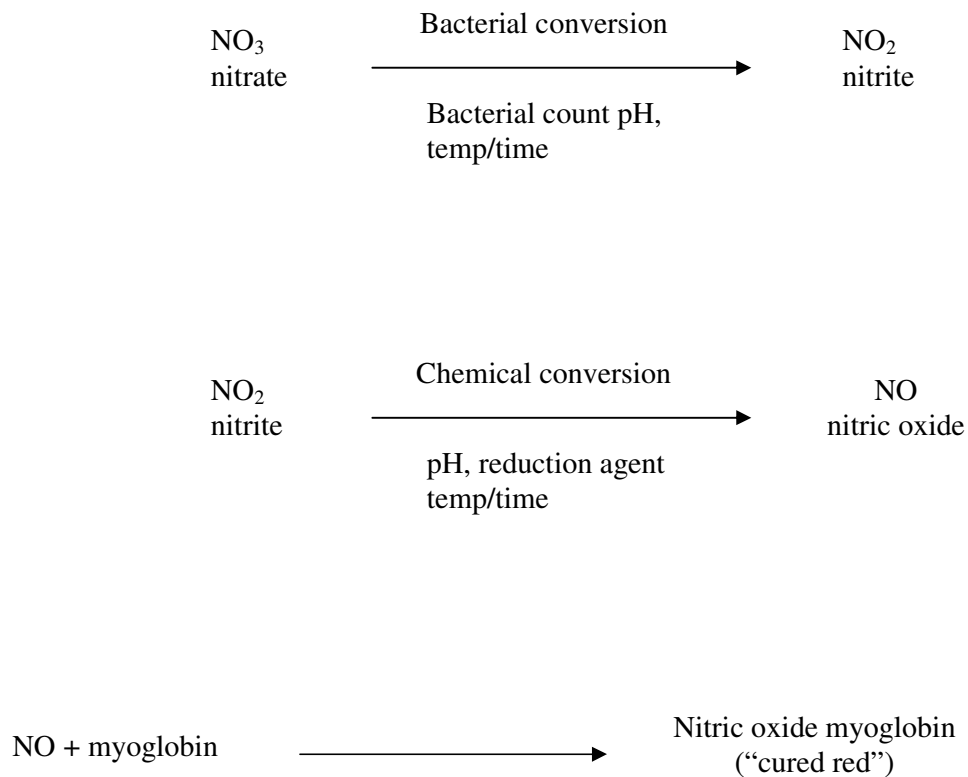 NO₃
nitrate
Bacterial conversion
Bacterial count pH,
temp/time
NO₂
nitrite
NO₂
nitrite
Chemical conversion
pH, reduction agent
temp/time
NO
nitric oxide
NO + myoglobin
Nitric oxide myoglobin
(“cured red”)